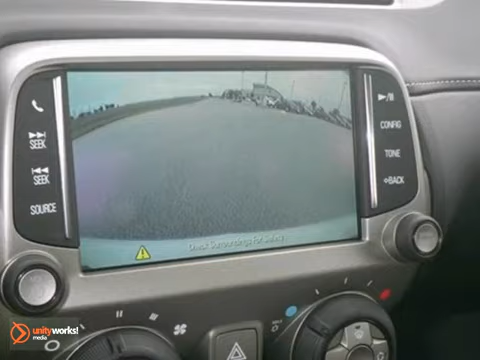 SEEK
SEEK
SOURCE
CONFIG
TONE
BACK
Check Surroundings For Safety
unityworks!
media